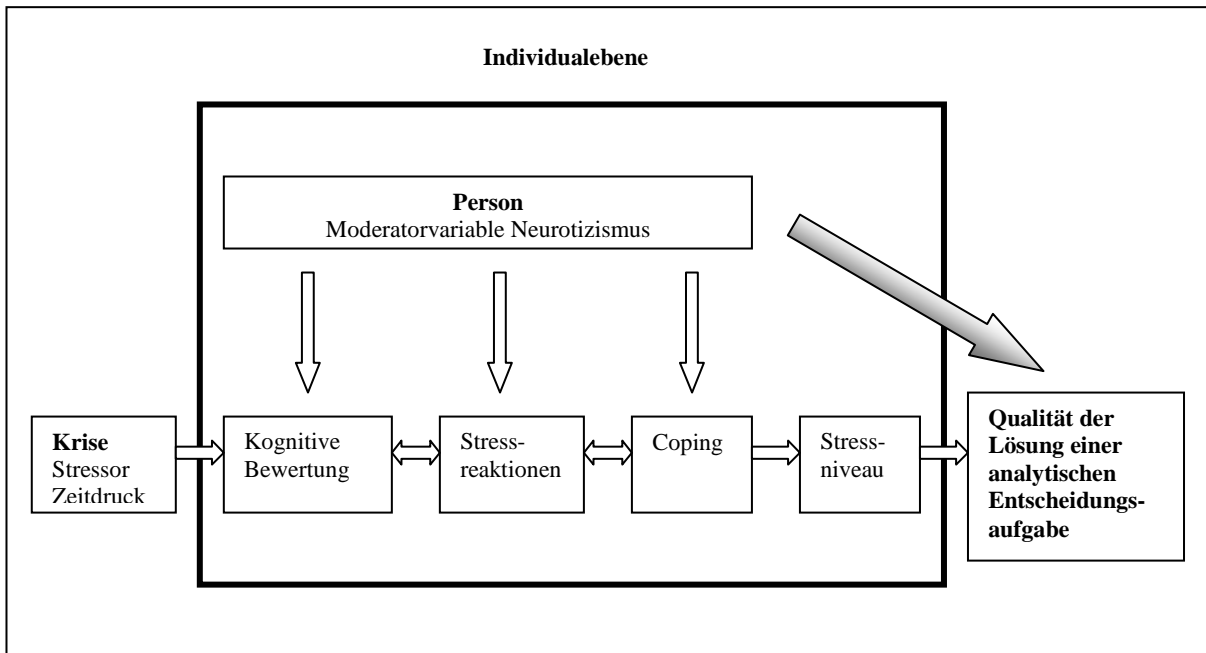 Individualebene
Person
Moderatorvariable Neurotizismus
Krise
Stressor
Zeitdruck
Kognitive
Bewertung
Stress-
reaktionen
Coping
Stress-
niveau
Qualität der
Lösung einer
analytischen
Entscheidungs-
aufgabe